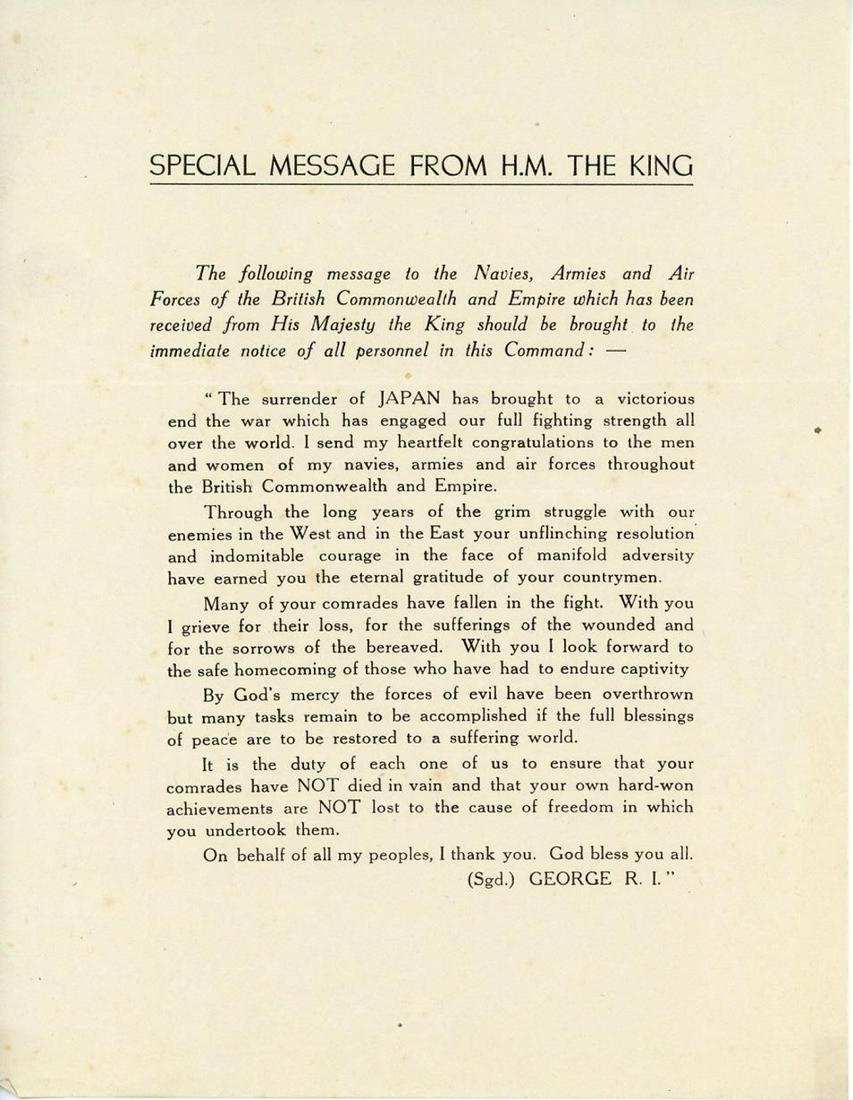 SPECIAL MESSAGE FROM H.M. THE KING
The following message to the Navies, Armies and Air
Forces of the British Commonwealth and Empire which has been
received from His Majesty the King should be brought to the
immediate notice of all personnel in this Command: —
“ The surrender of JAPAN has brought to a victorious
end the war which has engaged our full fighting strength all
over the world. I send my heartfelt congratulations to the men
and women of my navies, armies and air forces throughout
the British Commonwealth and Empire.
Through the long years of the grim struggle with our
enemies in the West and in the East your unflinching resolution
and indomitable courage in the face of manifold adversity
have earned you the eternal gratitude of your countrymen.
Many of your comrades have fallen in the fight. With you
I grieve for their loss, for the sufferings of the wounded and
for the sorrows of the bereaved. With you I look forward to
the safe homecoming of those who have had to endure captivity
By God's mercy the forces of evil have been overthrown
but many tasks remain to be accomplished if the full blessings
of peace are to be restored to a suffering world.
It is the duty of each one of us to ensure that your
comrades have NOT died in vain and that your own hard-won
achievements are NOT lost to the cause of freedom in which
you undertook them.
On behalf of all my peoples, I thank you. God bless you all.
(Sgd.) GEORGE R. I. ”